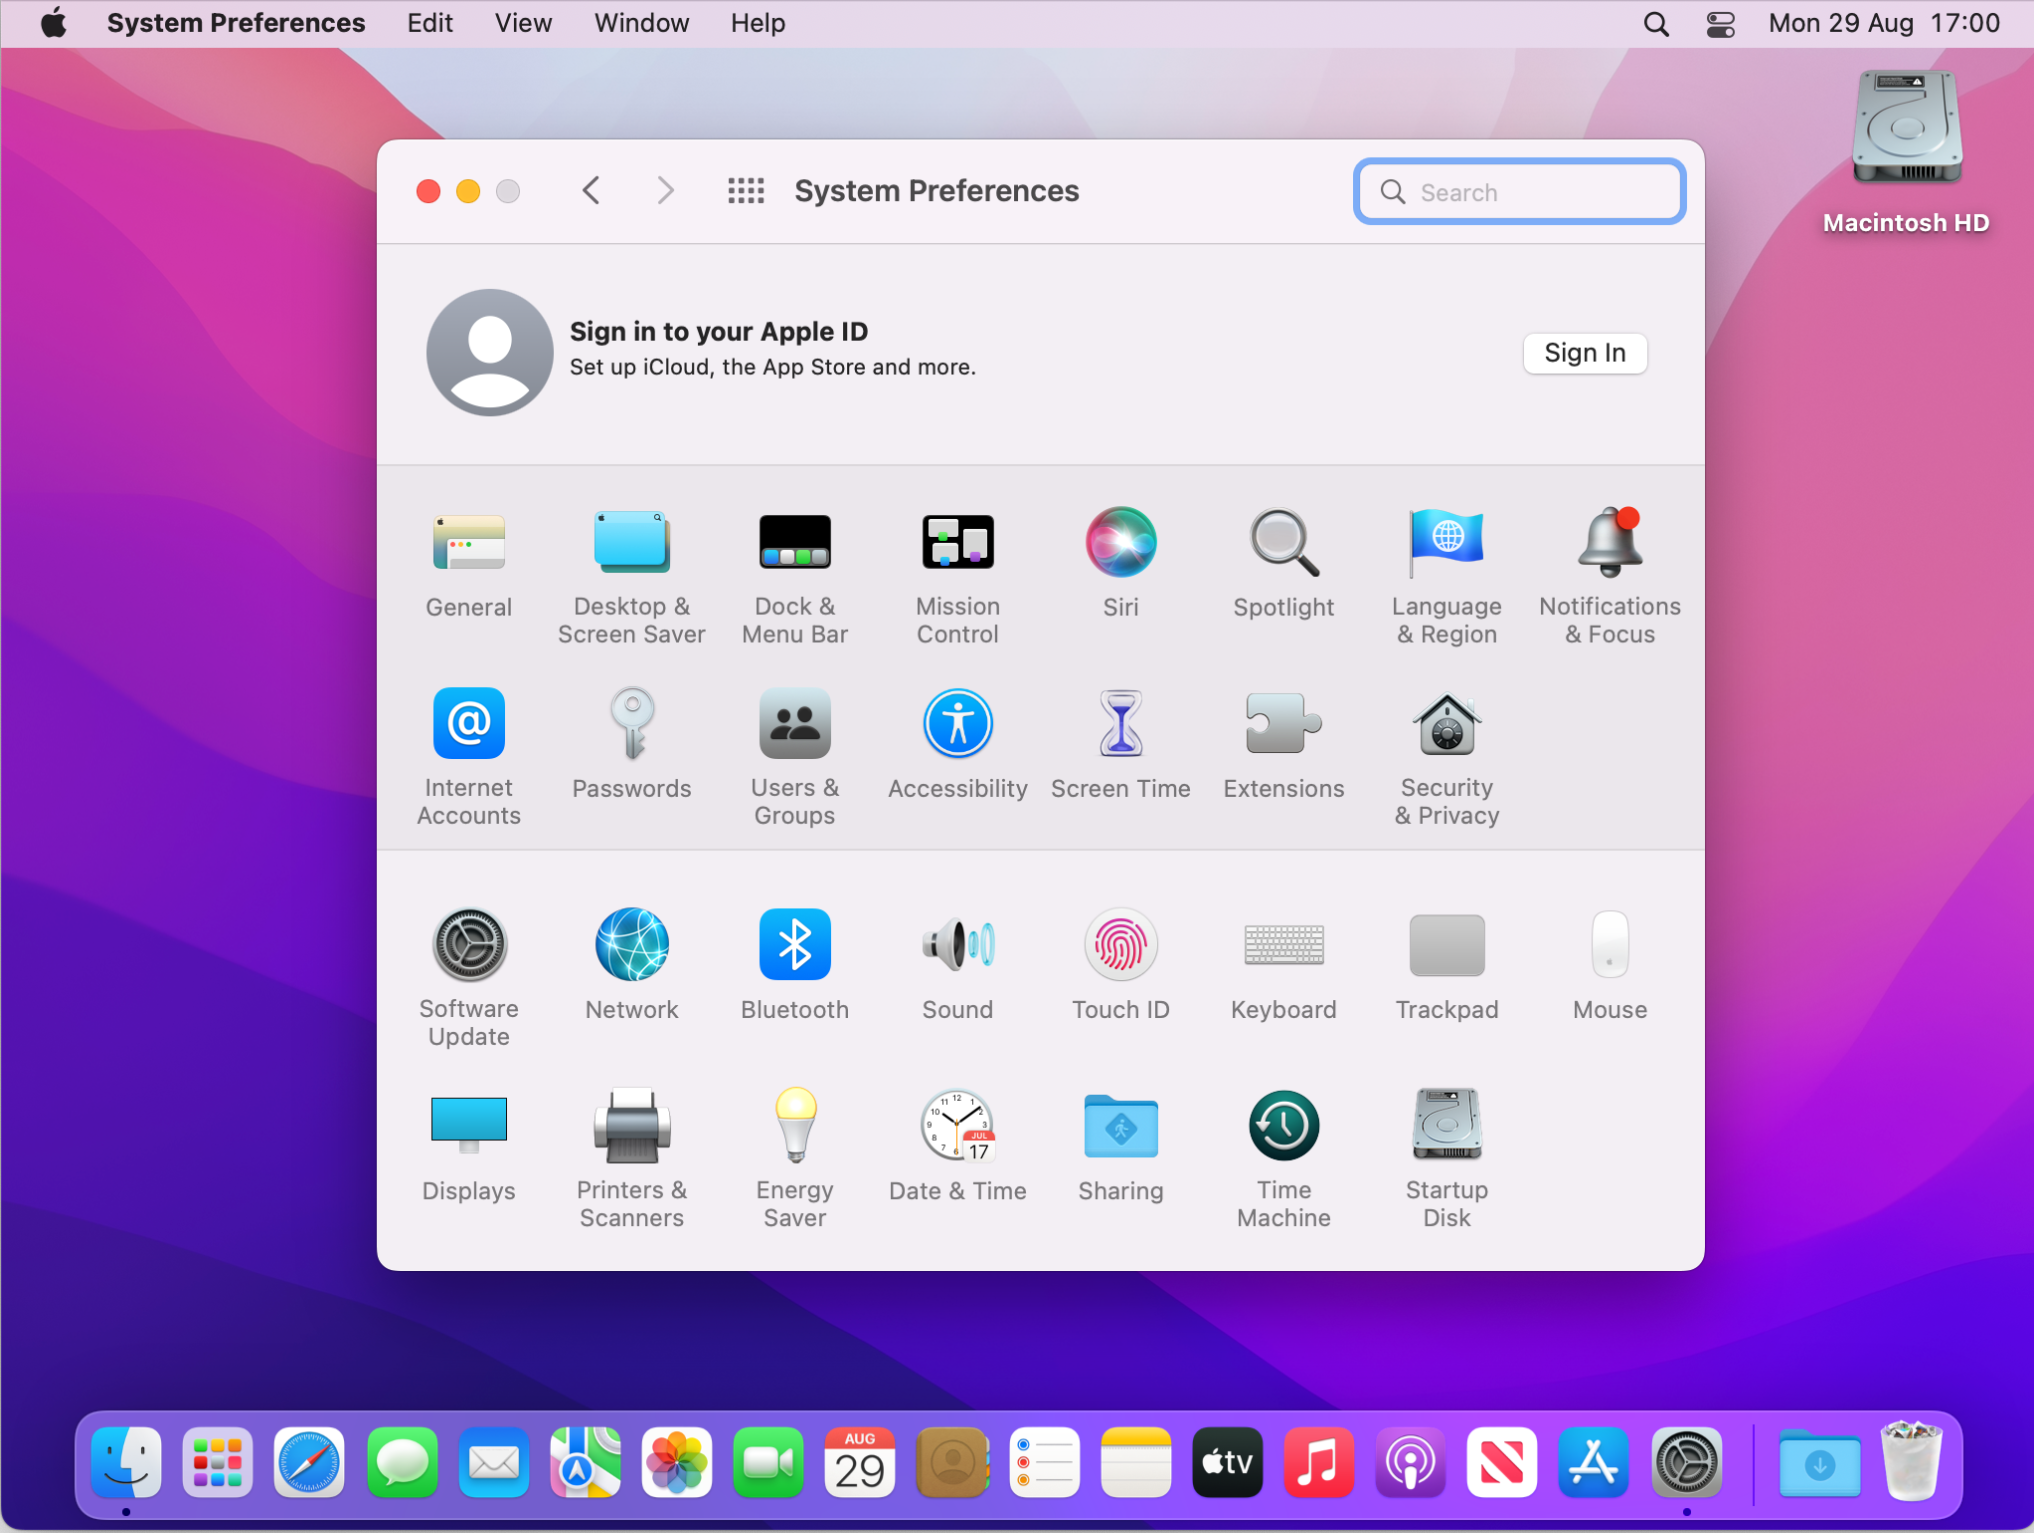 System Preferences Edit View Window Help Mon 29 Aug 17:00
Macintosh HD
System Preferences
Search
Sign in to your Apple ID
Set up iCloud, the App Store and more.
Sign In
General
Desktop &
Screen Saver
Dock &
Menu Bar
Mission
Control
Siri
Spotlight
Language
& Region
Notifications
& Focus
Internet
Accounts
Passwords
Users &
Groups
Accessibility
Screen Time
Extensions
Security
& Privacy
Software
Update
Network
Bluetooth
Sound
Touch ID
Keyboard
Trackpad
Mouse
Displays
Printers &
Scanners
Energy
Saver
JUL
17
Date & Time
Sharing
Time
Machine
Startup
Disk
AUG
29
tv